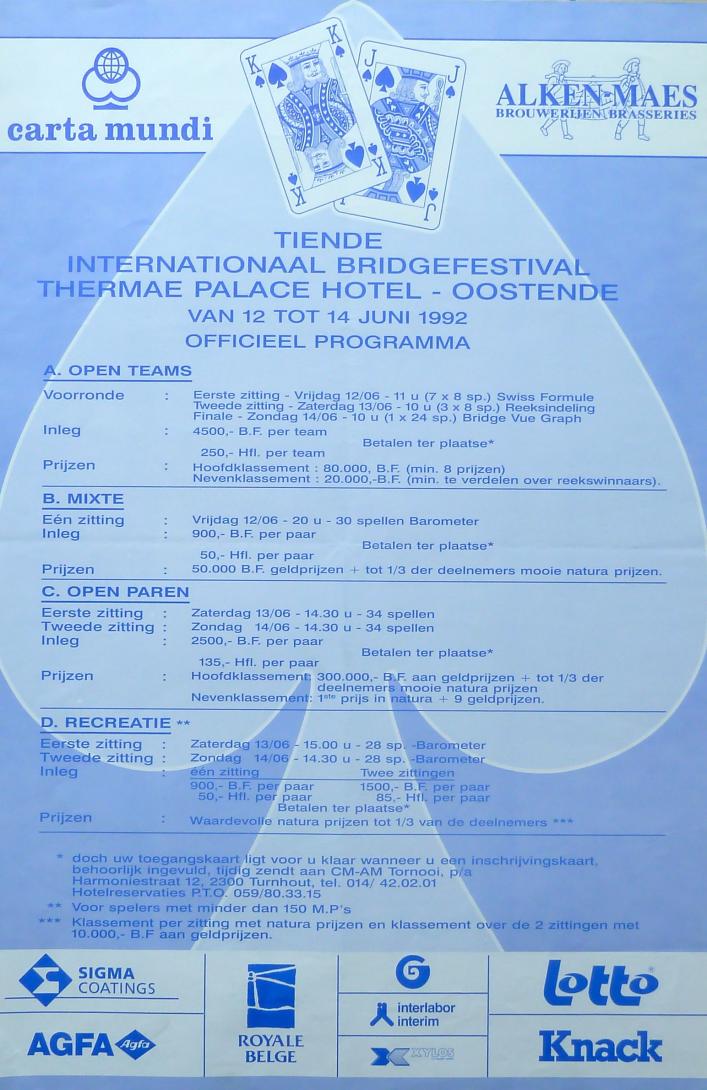 carta mundi
K K
J J
ALKEN-MAES
BROUWERIJEN BRASSERIES
K J
TIENDE
INTERNATIONAAL BRIDGEFESTIVAL
THERMAE PALACE HOTEL - OOSTENDE
VAN 12 TOT 14 JUNI 1992
OFFICIEEL PROGRAMMA
A. OPEN TEAMS
Voorronde : Eerste zitting - Vrijdag 12/06 - 11 u (7 x 8 sp.) Swiss Formule
Tweede zitting - Zaterdag 13/06 - 10 u (3 x 8 sp.) Reeksindeling
Finale - Zondag 14/06 - 10 u (1 x 24 sp.) Bridge Vue Graph
Inleg : 4500,- B.F. per team
Betalen ter plaatse*
250,- Hfl. per team
Prijzen : Hoofdklassement : 80.000, B.F. (min. 8 prijzen)
Nevenklassement : 20.000,-B.F. (min. te verdelen over reekswinnaars).
B. MIXTE
Eén zitting : Vrijdag 12/06 - 20 u - 30 spellen Barometer
Inleg : 900,- B.F. per paar
Betalen ter plaatse*
50,- Hfl. per paar
Prijzen : 50.000 B.F. geldprijzen + tot 1/3 der deelnemers mooie natura prijzen.
C. OPEN PAREN
Eerste zitting : Zaterdag 13/06 - 14.30 u - 34 spellen
Tweede zitting : Zondag 14/06 - 14.30 u - 34 spellen
Inleg : 2500,- B.F. per paar
Betalen ter plaatse*
135,- Hfl. per paar
Prijzen : Hoofdklassement: 300.000,- B.F. aan geldprijzen + tot 1/3 der
deelnemers mooie natura prijzen
Nevenklassement: 1ste prijs in natura + 9 geldprijzen.
D. RECREATIE **
Eerste zitting : Zaterdag 13/06 - 15.00 u - 28 sp. -Barometer
Tweede zitting : Zondag 14/06 - 14.30 u - 28 sp. -Barometer
Inleg : één zitting Twee zittingen
900,- B.F. per paar 1500,- B.F. per paar
50,- Hfl. per paar 85,- Hfl. per paar
Betalen ter plaatse*
Prijzen : Waardevolle natura prijzen tot 1/3 van de deelnemers ***
* doch uw toegangskaart ligt voor u klaar wanneer u een inschrijvingskaart,
behoorlijk ingevuld, tijdig zendt aan CM-AM Tornooi, p/a
Harmoniestraat 12, 2300 Turnhout, tel. 014/ 42.02.01
Hotelreservaties P.T.O. 059/80.33.15
** Voor spelers met minder dan 150 M.P's
*** Klassement per zitting met natura prijzen en klassement over de 2 zittingen met
10.000,- B.F aan geldprijzen.
SIGMA
COATINGS
AGFA Agfa
ROYALE
BELGE
G
interlabor
interim
XYLOS
Lotto®
Knack